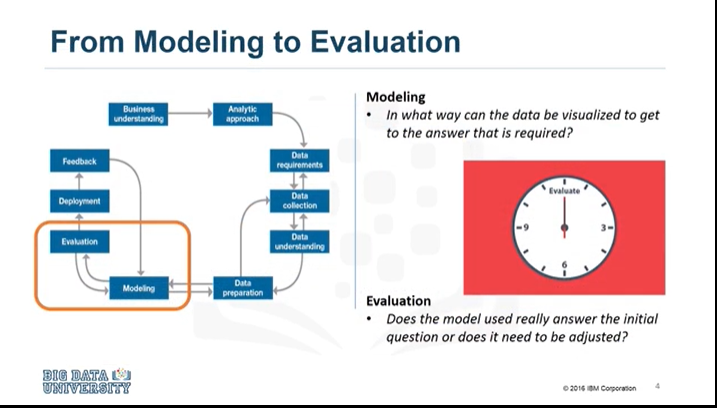 From Modeling to Evaluation
Business
understanding
Analytic
approach
Feedback
Data
requirements
Deployment
Data
collection
Evaluation
Data
understanding
Modeling
Data
preparation
Modeling
• In what way can the data be visualized to get
to the answer that is required?
Evaluate
9
3
6
Evaluation
• Does the model used really answer the initial
question or does it need to be adjusted?
BIG DATA
UNIVERSITY
© 2016 IBM Corporation
4